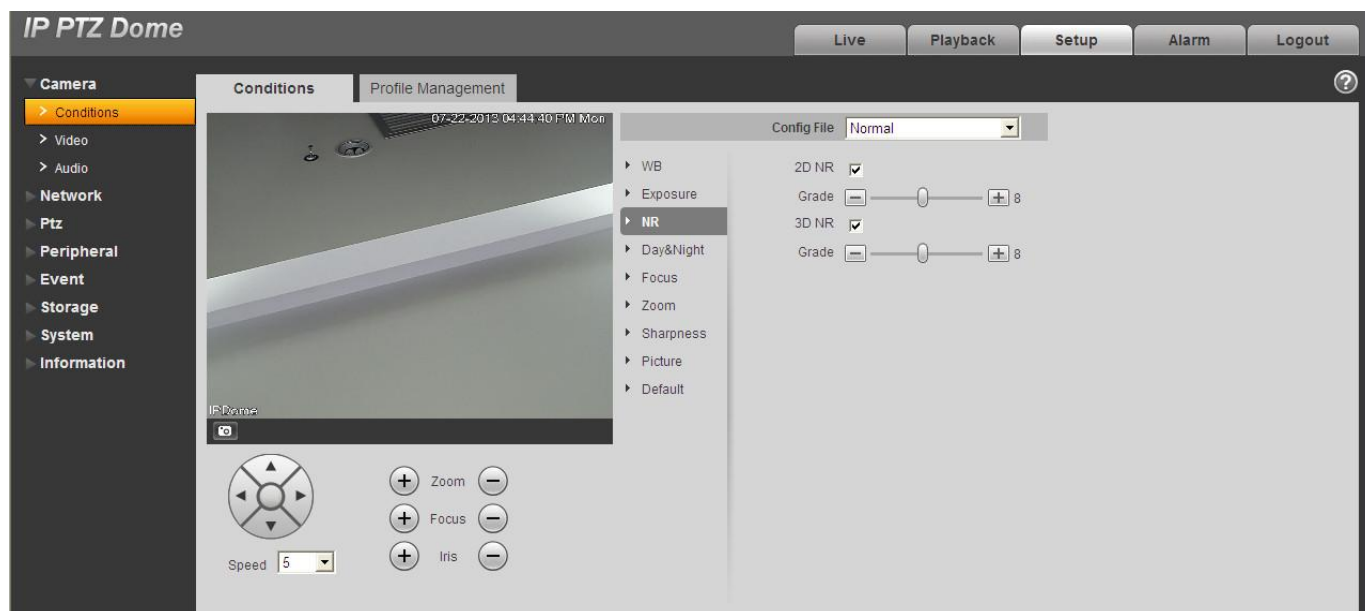 IP PTZ Dome
Live
Playback
Setup
Alarm
Logout
Camera
Conditions
Video
Audio
Network
Ptz
Peripheral
Event
Storage
System
Information
Conditions
Profile Management
?
07-22-2013 04:44:40 PM Mon
IP Dome
Config File Normal
WB
Exposure
NR
Day&Night
Focus
Zoom
Sharpness
Picture
Default
2D NR
Grade 8
3D NR
Grade 8
Zoom
Focus
Iris
Speed 5